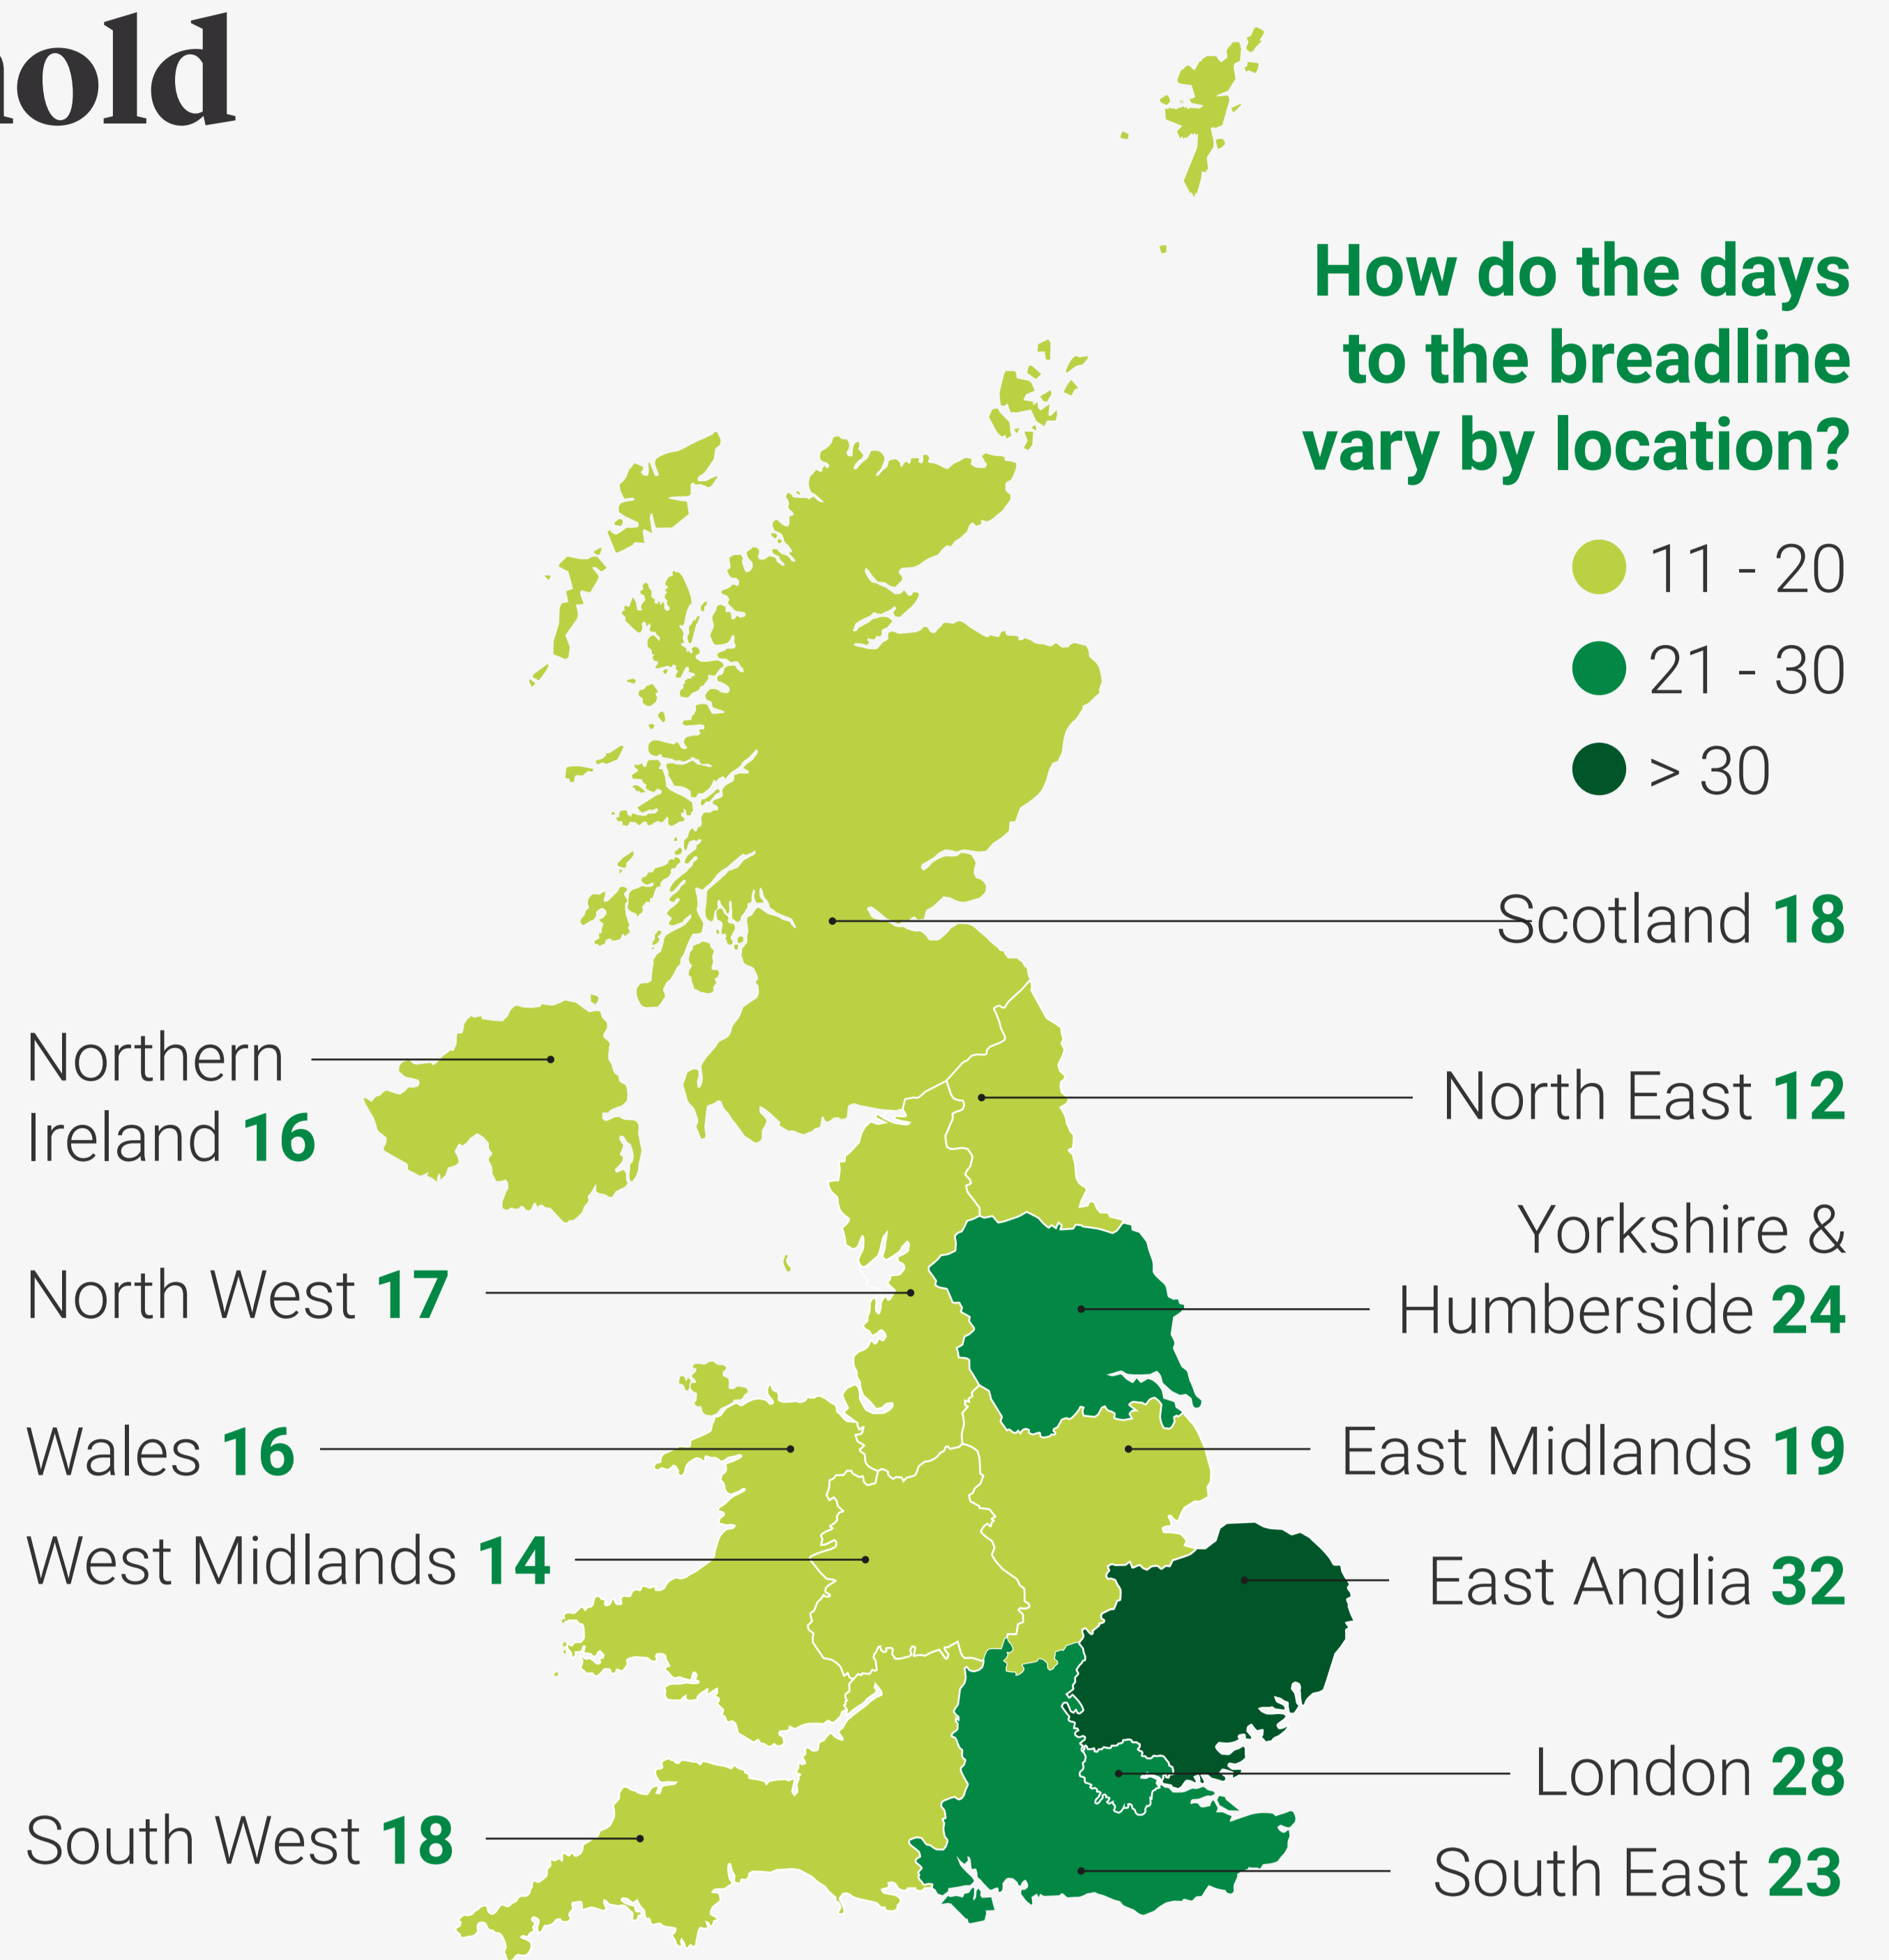 How do the days
to the breadline
vary by location?
11 - 20
21 - 30
> 30
Scotland 18
Northern
Ireland 16
North East 12
Yorkshire &
Humberside 24
North West 17
East Midlands 19
Wales 16
West Midlands 14
East Anglia 32
London 28
South West 18
South East 23